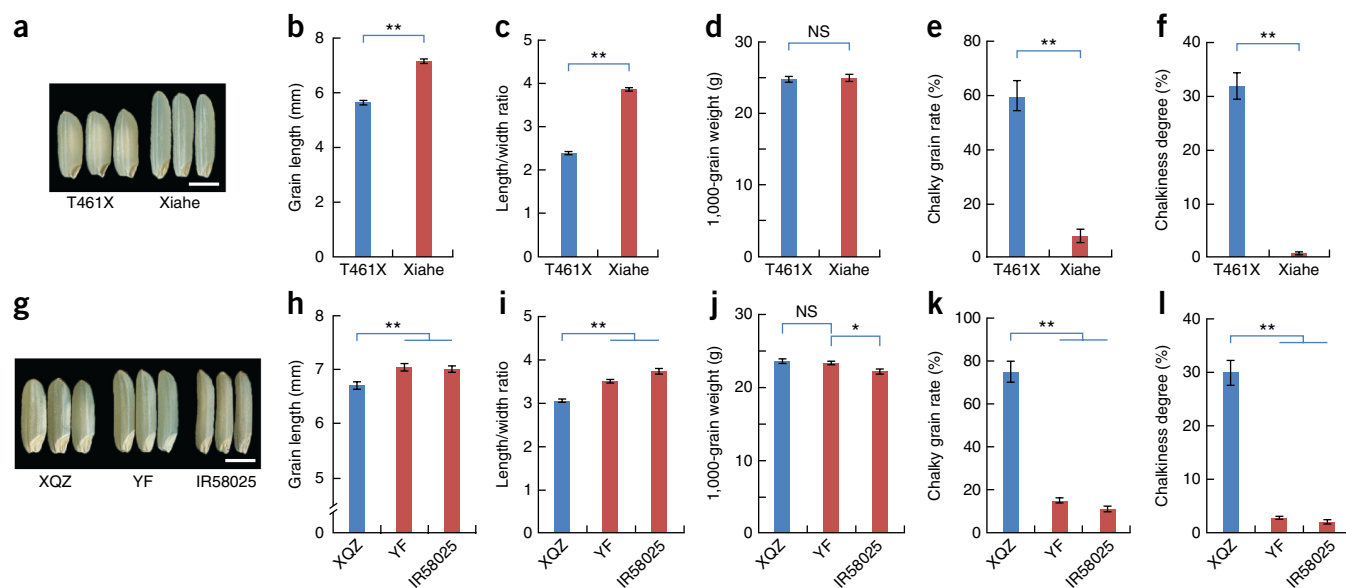 a
T461X Xiahe
b
**
Grain length (mm)
8
6
4
2
0
T461X Xiahe
c
**
Length/width ratio
5
4
3
2
1
0
T461X Xiahe
d
NS
1,000-grain weight (g)
30
20
10
0
T461X Xiahe
e
**
Chalky grain rate (%)
80
60
40
20
0
T461X Xiahe
f
**
Chalkiness degree (%)
40
30
20
10
0
T461X Xiahe
g
XQZ YF IR58025
h
**
Grain length (mm)
8
7
6
5
0
XQZ YF IR58025
i
**
Length/width ratio
5
4
3
2
1
0
XQZ YF IR58025
j
NS
*
1,000-grain weight (g)
30
20
10
0
XQZ YF IR58025
k
**
Chalky grain rate (%)
100
80
60
40
20
0
XQZ YF IR58025
l
**
Chalkiness degree (%)
40
30
20
10
0
XQZ YF IR58025